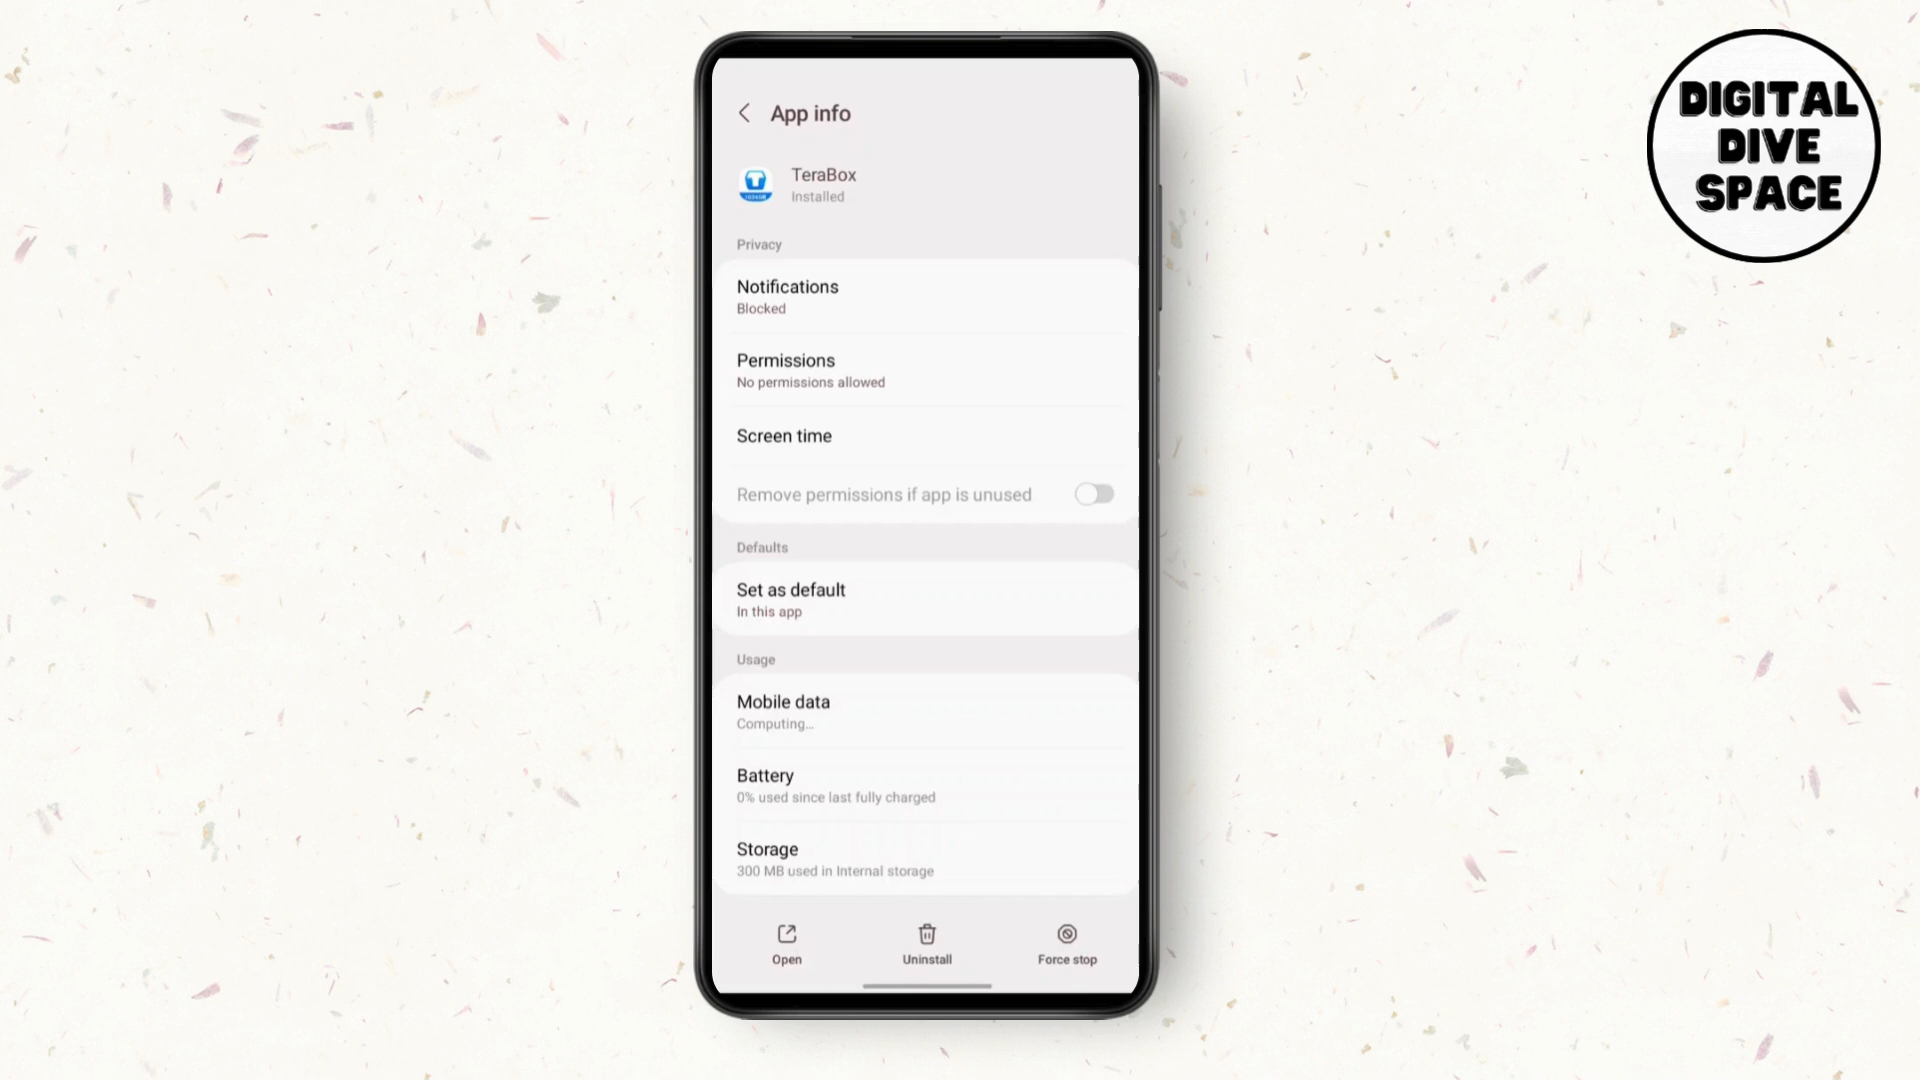 App info
TeraBox
Installed
Privacy
Notifications
Blocked
Permissions
No permissions allowed
Screen time
Remove permissions if app is unused
Defaults
Set as default
In this app
Usage
Mobile data
Computing...
Battery
0% used since last fully charged
Storage
300 MB used in Internal storage
Open
Uninstall
Force stop
DIGITAL
DIVE
SPACE